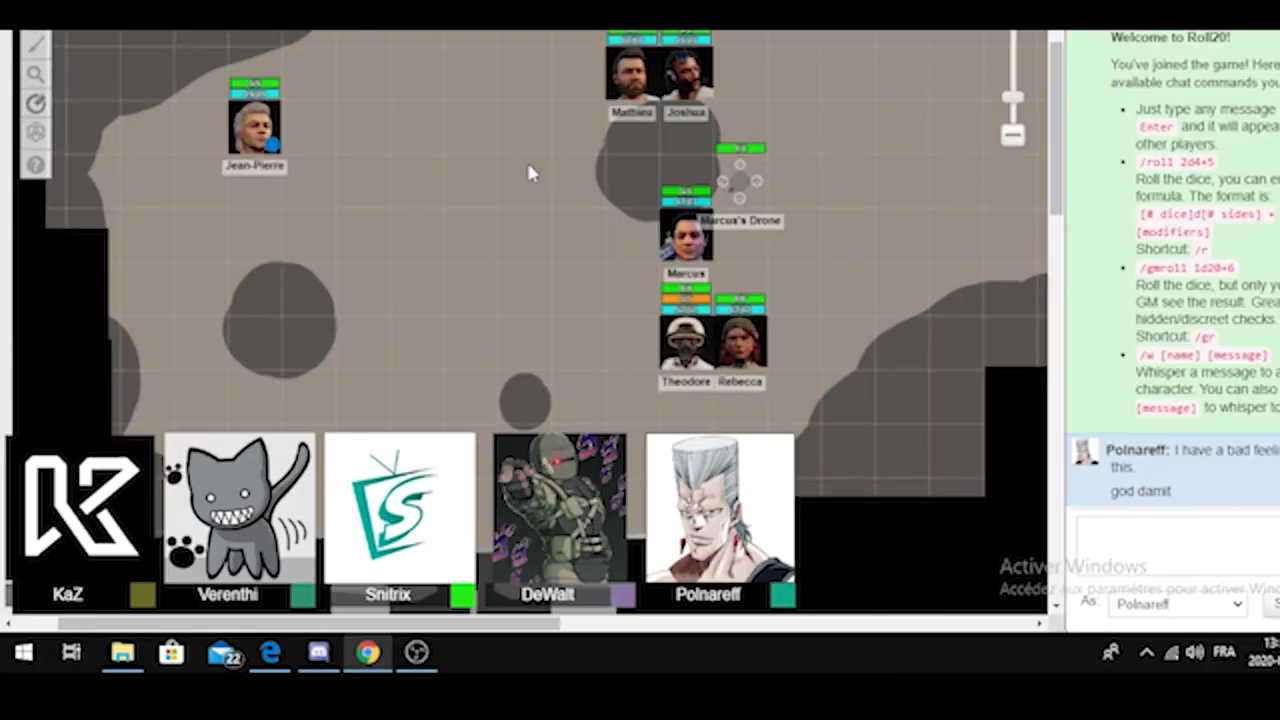 Welcome to Roll20!
You've joined the game! Here
available chat commands you
Just type any message
Enter and it will appea
other players.
/roll 2d4+5
Roll the dice, you can e
formula. The format is:
[# dice]d[# sides] +
[modifiers]
Shortcut: /r
/gmroll 1d20+6
Roll the dice, but only y
GM see the result. Grea
hidden/discreet checks.
Shortcut: /gr
/w [name] [message]
Whisper a message to a
character. You can also
[message] to whisper to
Polnareff: I have a bad feeli
this.
god damit
As:
Polnareff
Mathieu
Joshua
Jean-Pierre
Marcus's Drone
Marcus
Theodore
Rebecca
KaZ
Verenthi
Snitrix
DeWalt
Polnareff
Activer Windows
Accédez aux paramètres pour activer Win
22
FRA
13:
2020-